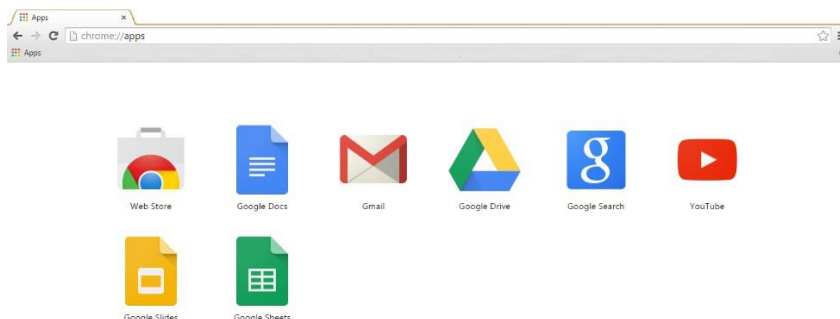 Apps
chrome://apps
Apps
Web Store Google Docs Gmail Google Drive Google Search YouTube
Google Slides Google Sheets